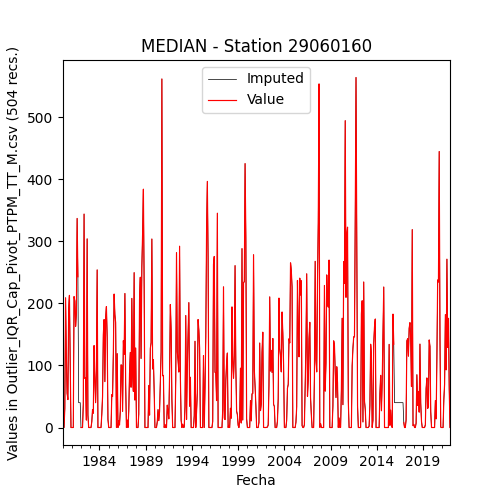 MEDIAN - Station 29060160
Values in Outlier_IQR_Cap_Pivot_PTPM_TT_M.csv (504 recs.)
Imputed
Value
500
400
300
200
100
0
1984 1989 1994 1999 2004 2009 2014 2019
Fecha